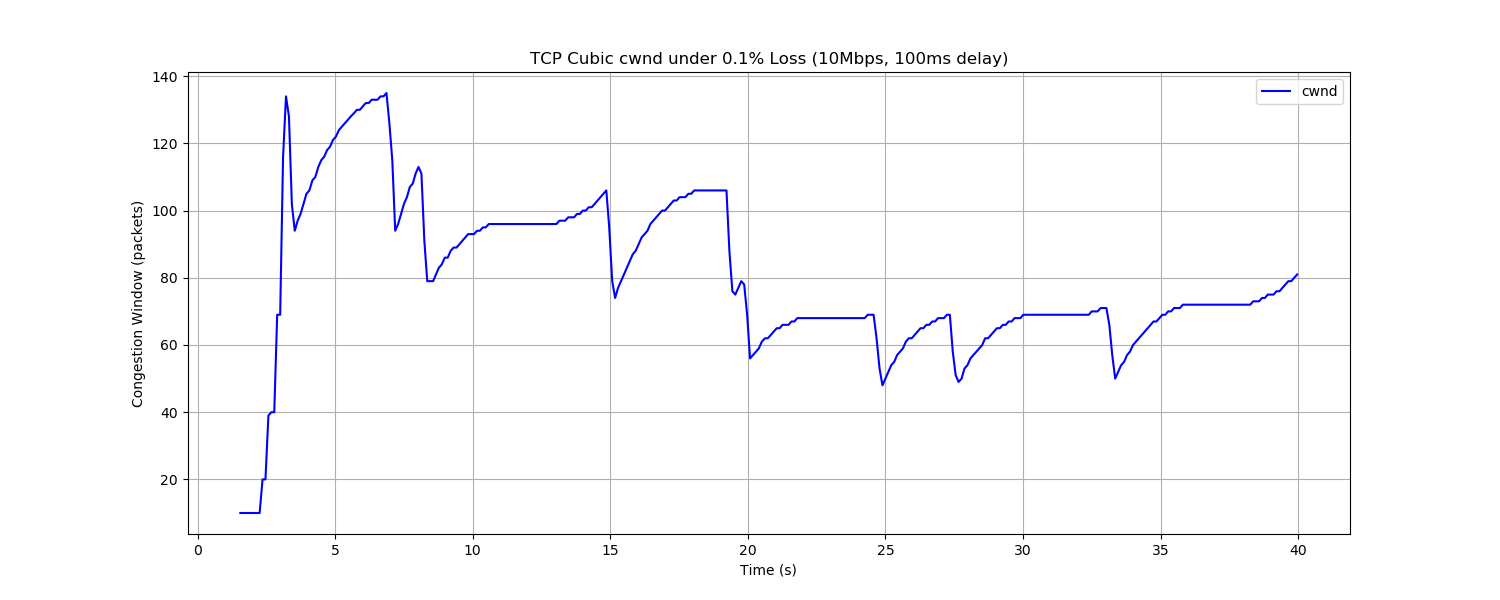 TCP Cubic cwnd under 0.1% Loss (10Mbps, 100ms delay)
cwnd
Congestion Window (packets)
140
120
100
80
60
40
20
0 5 10 15 20 25 30 35 40
Time (s)